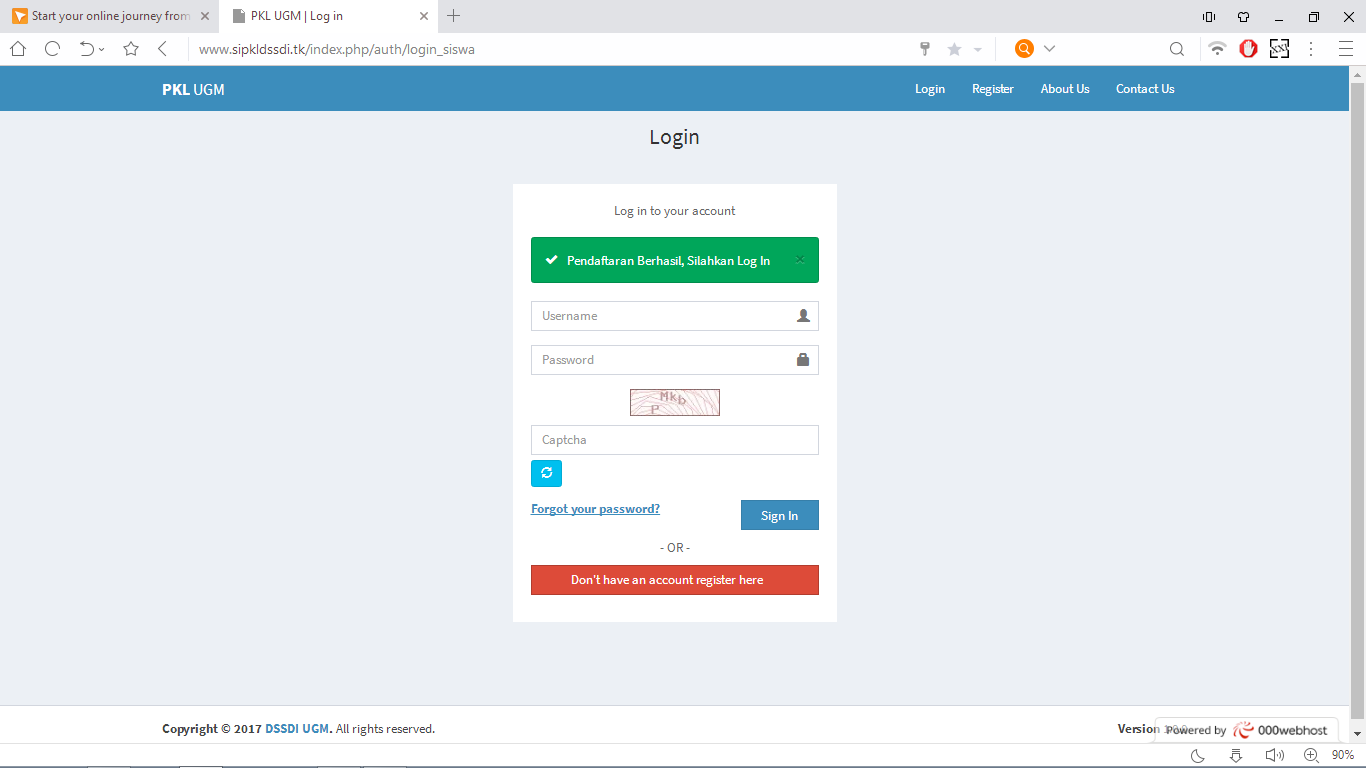 Start your online journey from
PKL UGM | Log in
www.sipkldssdi.tk/index.php/auth/login_siswa
PKL UGM
Login
Register
About Us
Contact Us
Login
Log in to your account
Pendaftaran Berhasil, Silahkan Log In
Username
Password
Mkb
P
Captcha
Forgot your password?
Sign In
- OR -
Don't have an account register here
Copyright © 2017 DSSDI UGM. All rights reserved.
Version
Powered by 000webhost
90%